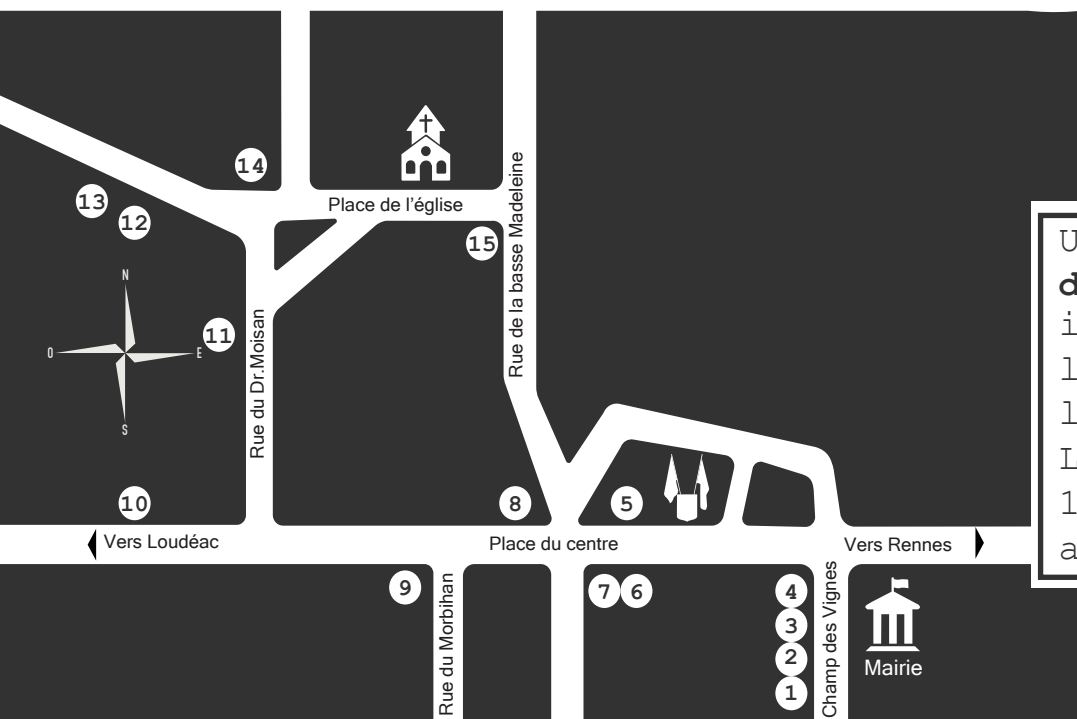 14
Place de l'église
13
12
15
Rue de la basse Madeleine
N
O
E
S
11
Rue du Dr.Moisan
10
8
5
Vers Loudéac
Place du centre
Vers Rennes
9
Rue du Morbihan
7
6
4
3
2
1
Champ des Vignes
Mairie
U
d
i
l
l
L
1
a